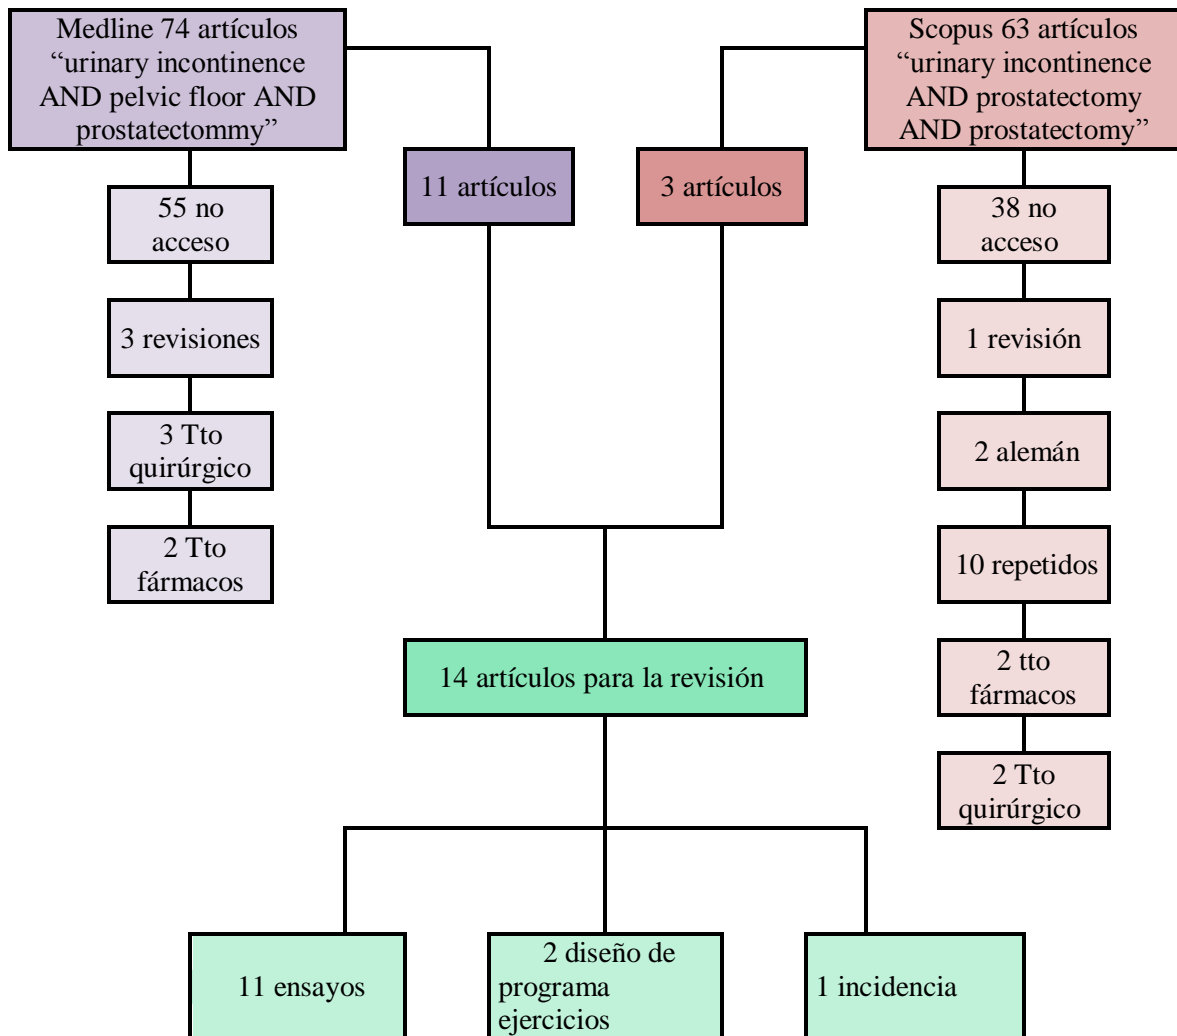 Medline 74 artículos
“urinary incontinence
AND pelvic floor AND
prostatectommy”
55 no
acceso
3 revisiones
3 Tto
quirúrgico
2 Tto
fármacos
11 artículos
3 artículos
Scopus 63 artículos
“urinary incontinence
AND prostatectomy
AND prostatectomy”
38 no
acceso
1 revisión
2 alemán
10 repetidos
2 tto
fármacos
2 Tto
quirúrgico
14 artículos para la revisión
11 ensayos
2 diseño de
programa
ejercicios
1 incidencia